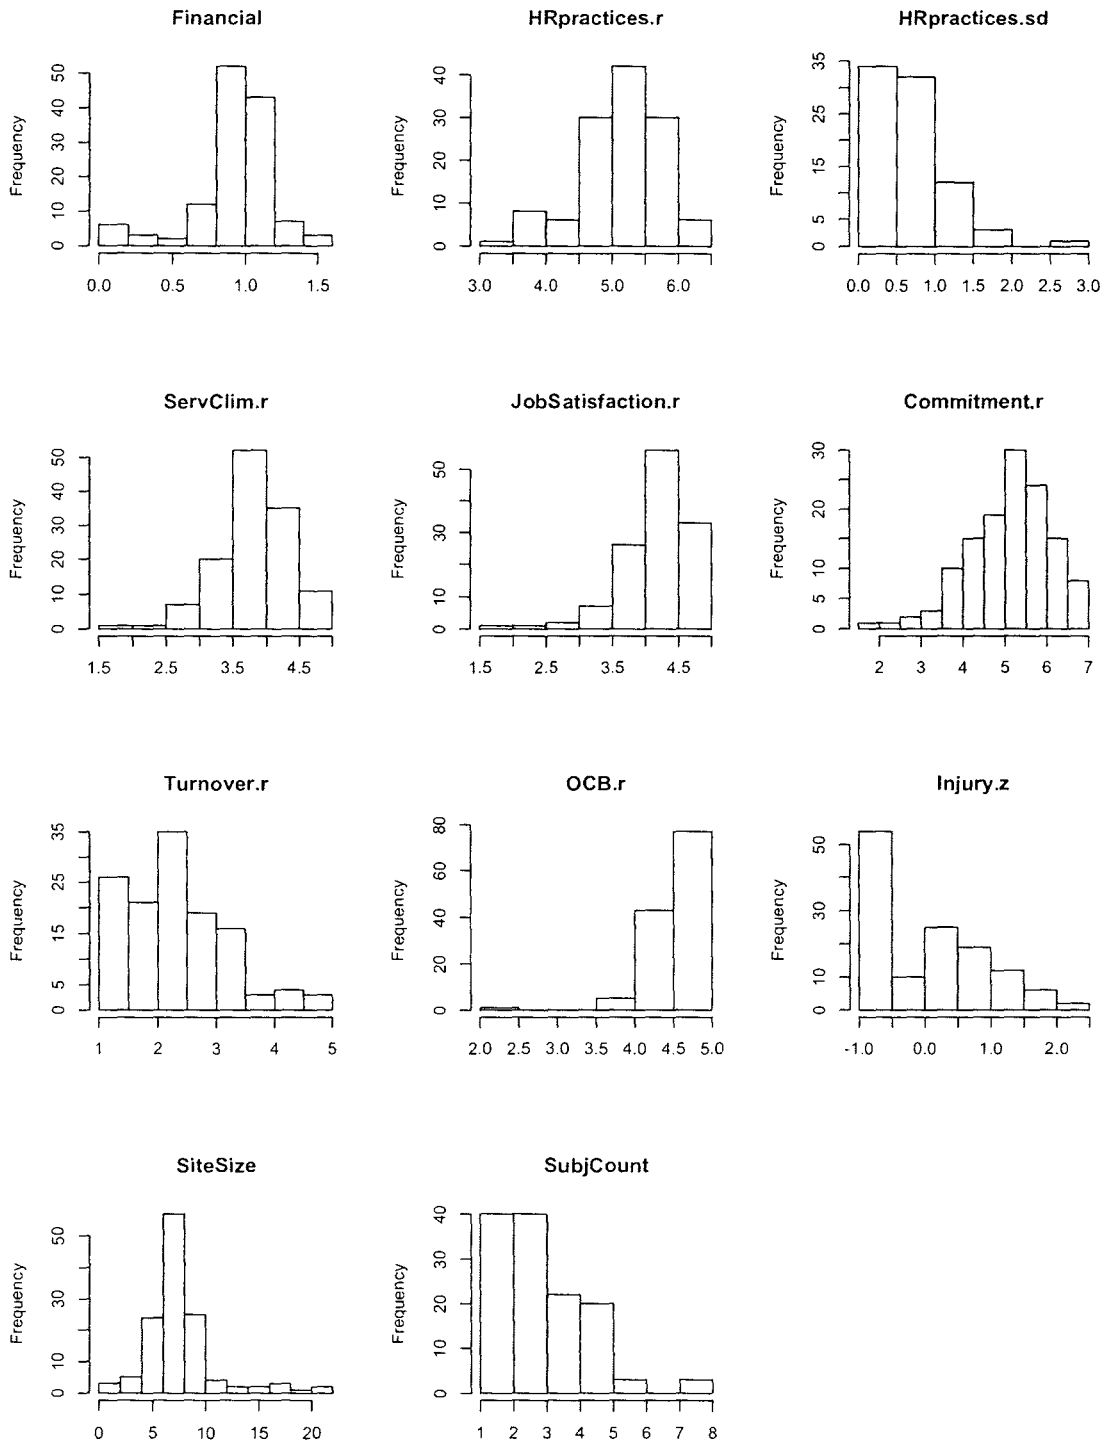 Financial HRpractices.r HRpractices.sd
Frequency
0 10 20 30 40 50
0.0 0.5 1.0 1.5
Frequency
0 10 20 30 40
3.0 4.0 5.0 6.0
Frequency
0 5 15 25 35
0.0 0.5 1.0 1.5 2.0 2.5 3.0
ServClim.r JobSatisfaction.r Commitment.r
Frequency
0 10 20 30 40 50
1.5 2.5 3.5 4.5
Frequency
0 10 30 50
1.5 2.5 3.5 4.5
Frequency
0 5 10 20 30
2 3 4 5 6 7
Turnover.r OCB.r Injury.z
Frequency
0 5 15 25 35
1 2 3 4 5
Frequency
0 20 40 60 80
2.0 2.5 3.0 3.5 4.0 4.5 5.0
Frequency
0 10 30 50
-1.0 0.0 1.0 2.0
SiteSize SubjCount
Frequency
0 10 30 50
0 5 10 15 20
Frequency
0 10 20 30 40
1 2 3 4 5 6 7 8